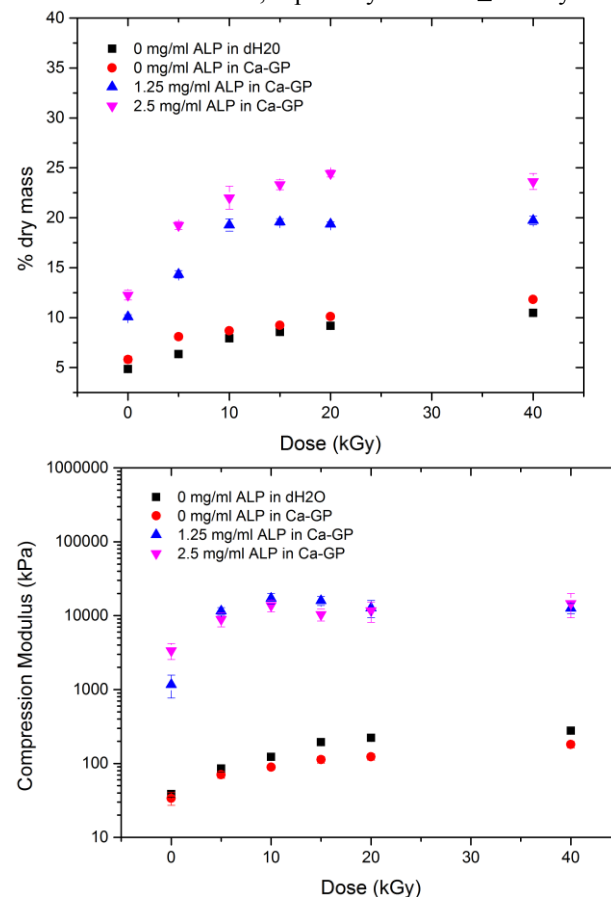 40
0 mg/ml ALP in dH20
0 mg/ml ALP in Ca-GP
1.25 mg/ml ALP in Ca-GP
2.5 mg/ml ALP in Ca-GP
35
30
25
20
15
10
5
% dry mass
0 10 20 30 40
Dose (kGy)
1000000
0 mg/ml ALP in dH2O
0 mg/ml ALP in Ca-GP
1.25 mg/ml ALP in Ca-GP
2.5 mg/ml ALP in Ca-GP
100000
10000
1000
100
10
Compression Modulus (kPa)
0 10 20 30 40
Dose (kGy)